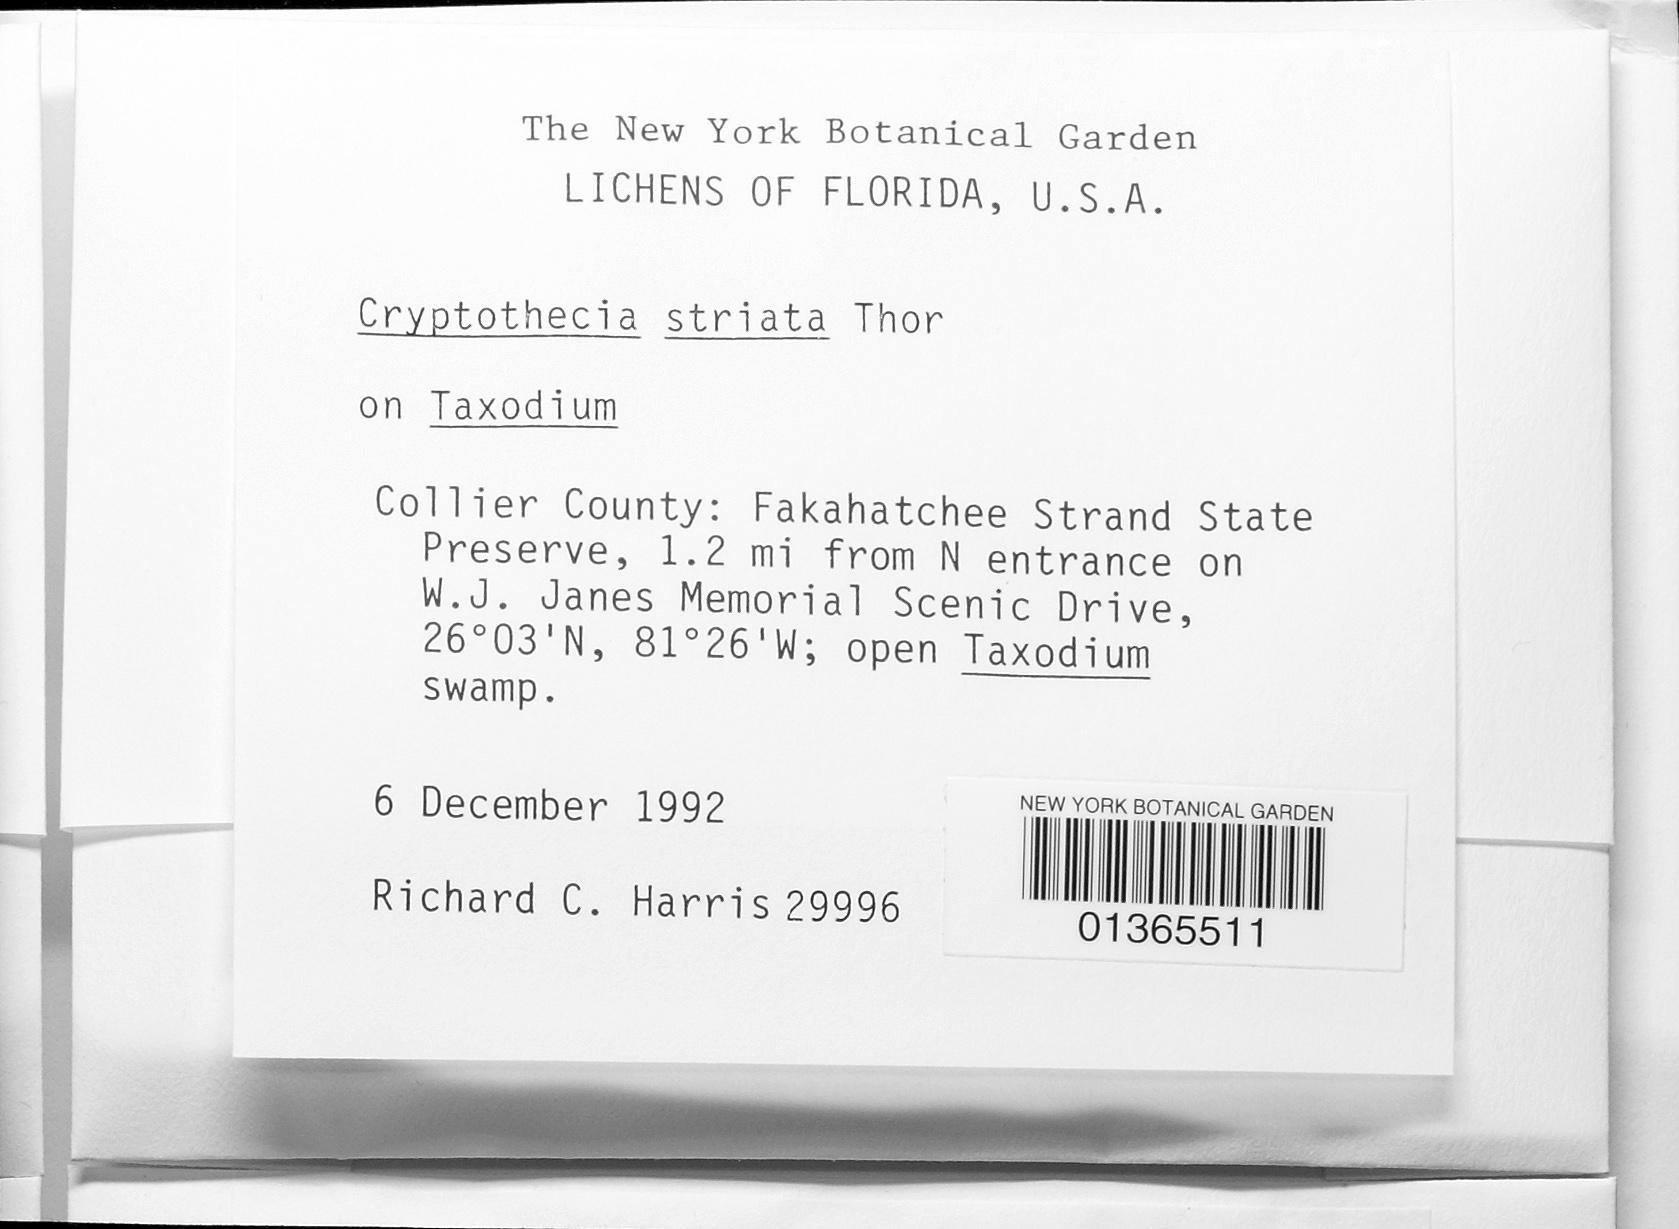 The New York Botanical Garden
LICHENS OF FLORIDA, U.S.A.
Cryptothecia striata Thor
on Taxodium
Collier County: Fakahatchee Strand State
Preserve, 1.2 mi from N entrance on
W.J. Janes Memorial Scenic Drive,
26°03'N, 81°26'W; open Taxodium
swamp.
6 December 1992
Richard C. Harris 29996
NEW YORK BOTANICAL GARDEN
01365511